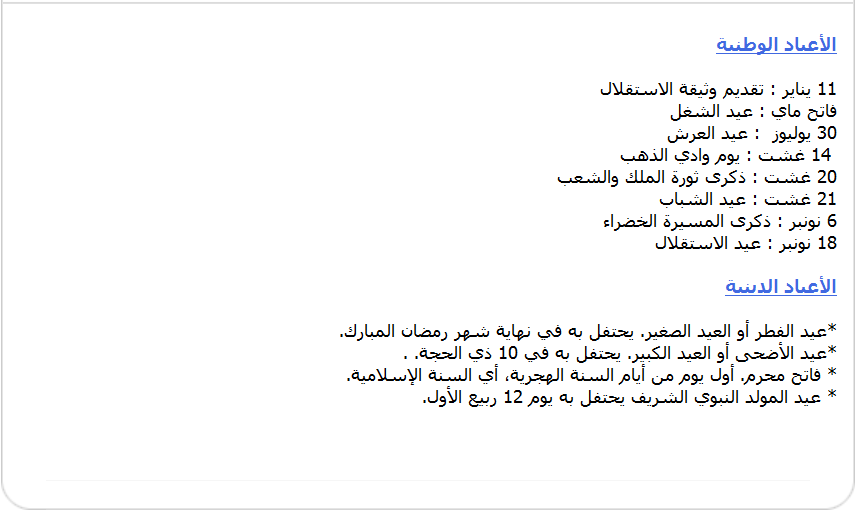 الأعياد الوطنية
11 يناير : تقديم وثيقة الاستقلال
فاتح ماي : عيد الشغل
30 يوليوز  : عيد العرش
14 غشت : يوم وادي الذهب
20 غشت : ذكرى ثورة الملك والشعب
21 غشت : عيد الشباب
6 نونبر : ذكرى المسيرة الخضراء
18 نونبر : عيد الاستقلال
الأعياد الدينية
*عيد الفطر أو العيد الصغير. يحتفل به في نهاية شهر رمضان المبارك.
*عيد الأضحى أو العيد الكبير. يحتفل به في 10 ذي الحجة. .
* فاتح محرم. أول يوم من أيام السنة الهجرية، أي السنة الإسلامية.
* عيد المولد النبوي الشريف يحتفل به يوم 12 ربيع الأول.